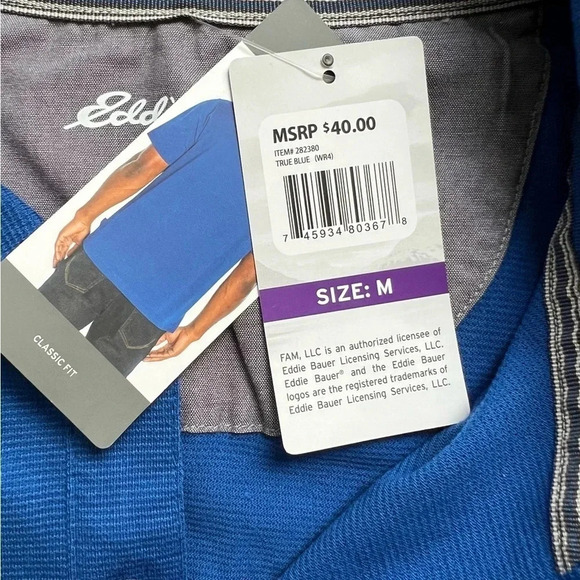 Eddi
MSRP $40.00
ITEM# 282380
TRUE BLUE (WR4)
7 45934 80367 8
SIZE: M
FAM, LLC is an authorized licensee of
Eddie Bauer Licensing Services, LLC.
Eddie Bauer® and the Eddie Bauer
logos are the registered trademarks of
Eddie Bauer Licensing Services, LLC.
CLASSIC FIT